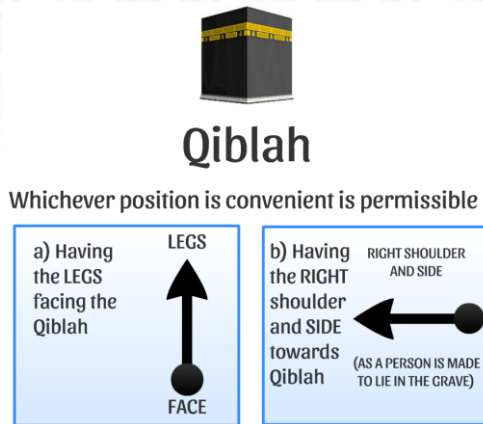 Qiblah
Whichever position is convenient is permissible
a) Having
the LEGS
facing the
Qiblah
LEGS
FACE
b) Having
the RIGHT
shoulder
and SIDE
towards
Qiblah
RIGHT SHOULDER
AND SIDE
(AS A PERSON IS MADE
TO LIE IN THE GRAVE)